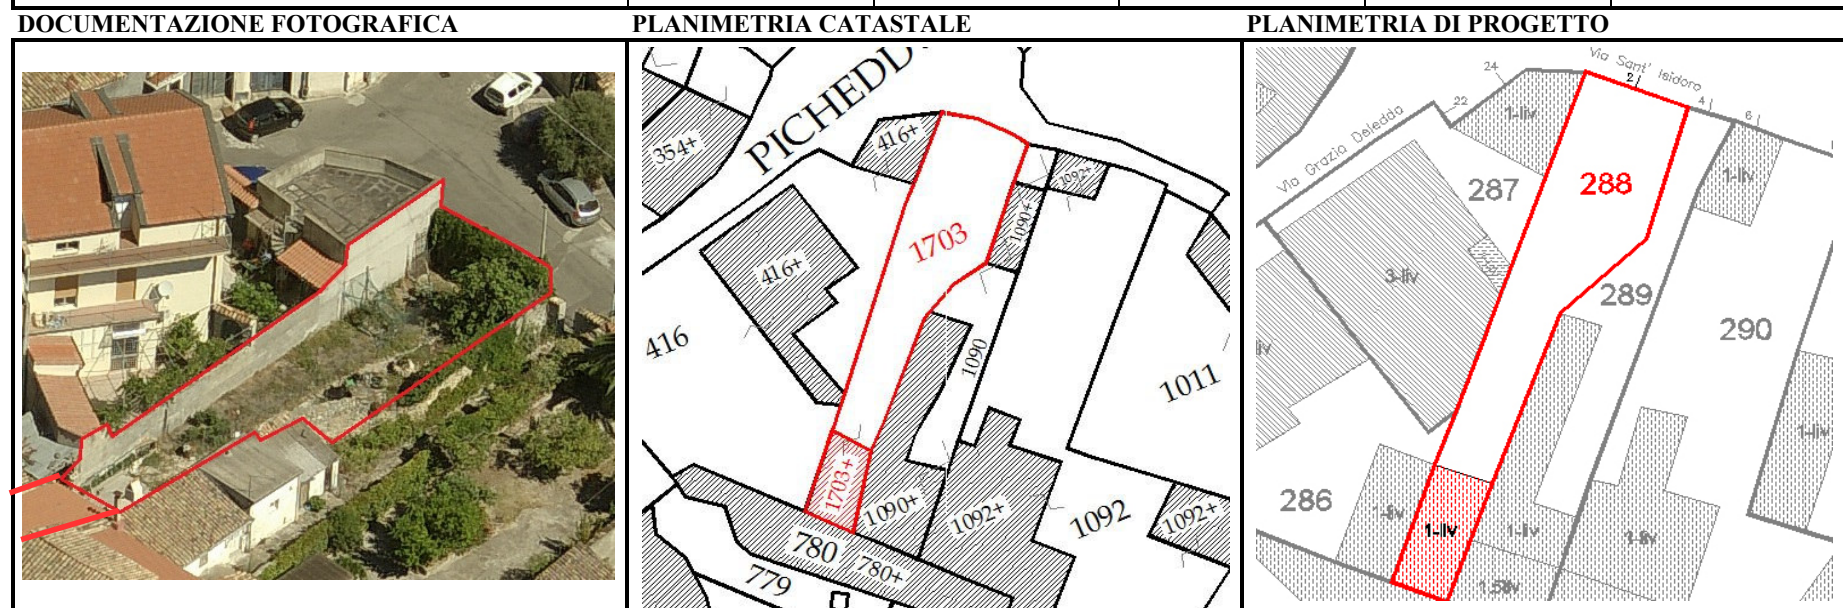 DOCUMENTAZIONE FOTOGRAFICA
PLANIMETRIA CATASTALE
PLANIMETRIA DI PROGETTO
PICHEDD
354+
416+
1092+
1090+
1703
416+
416
1090
1011
1703+
1090+
1092+
1092
1092+
780
780+
779
Via Sant' Isidoro
24
2
22
4
6
Via Grazia Deledda
1-liv
287
288
1-liv
3-liv
289
290
liv
1-liv
286
1-liv
1-liv
1-liv
1-liv
1.5liv